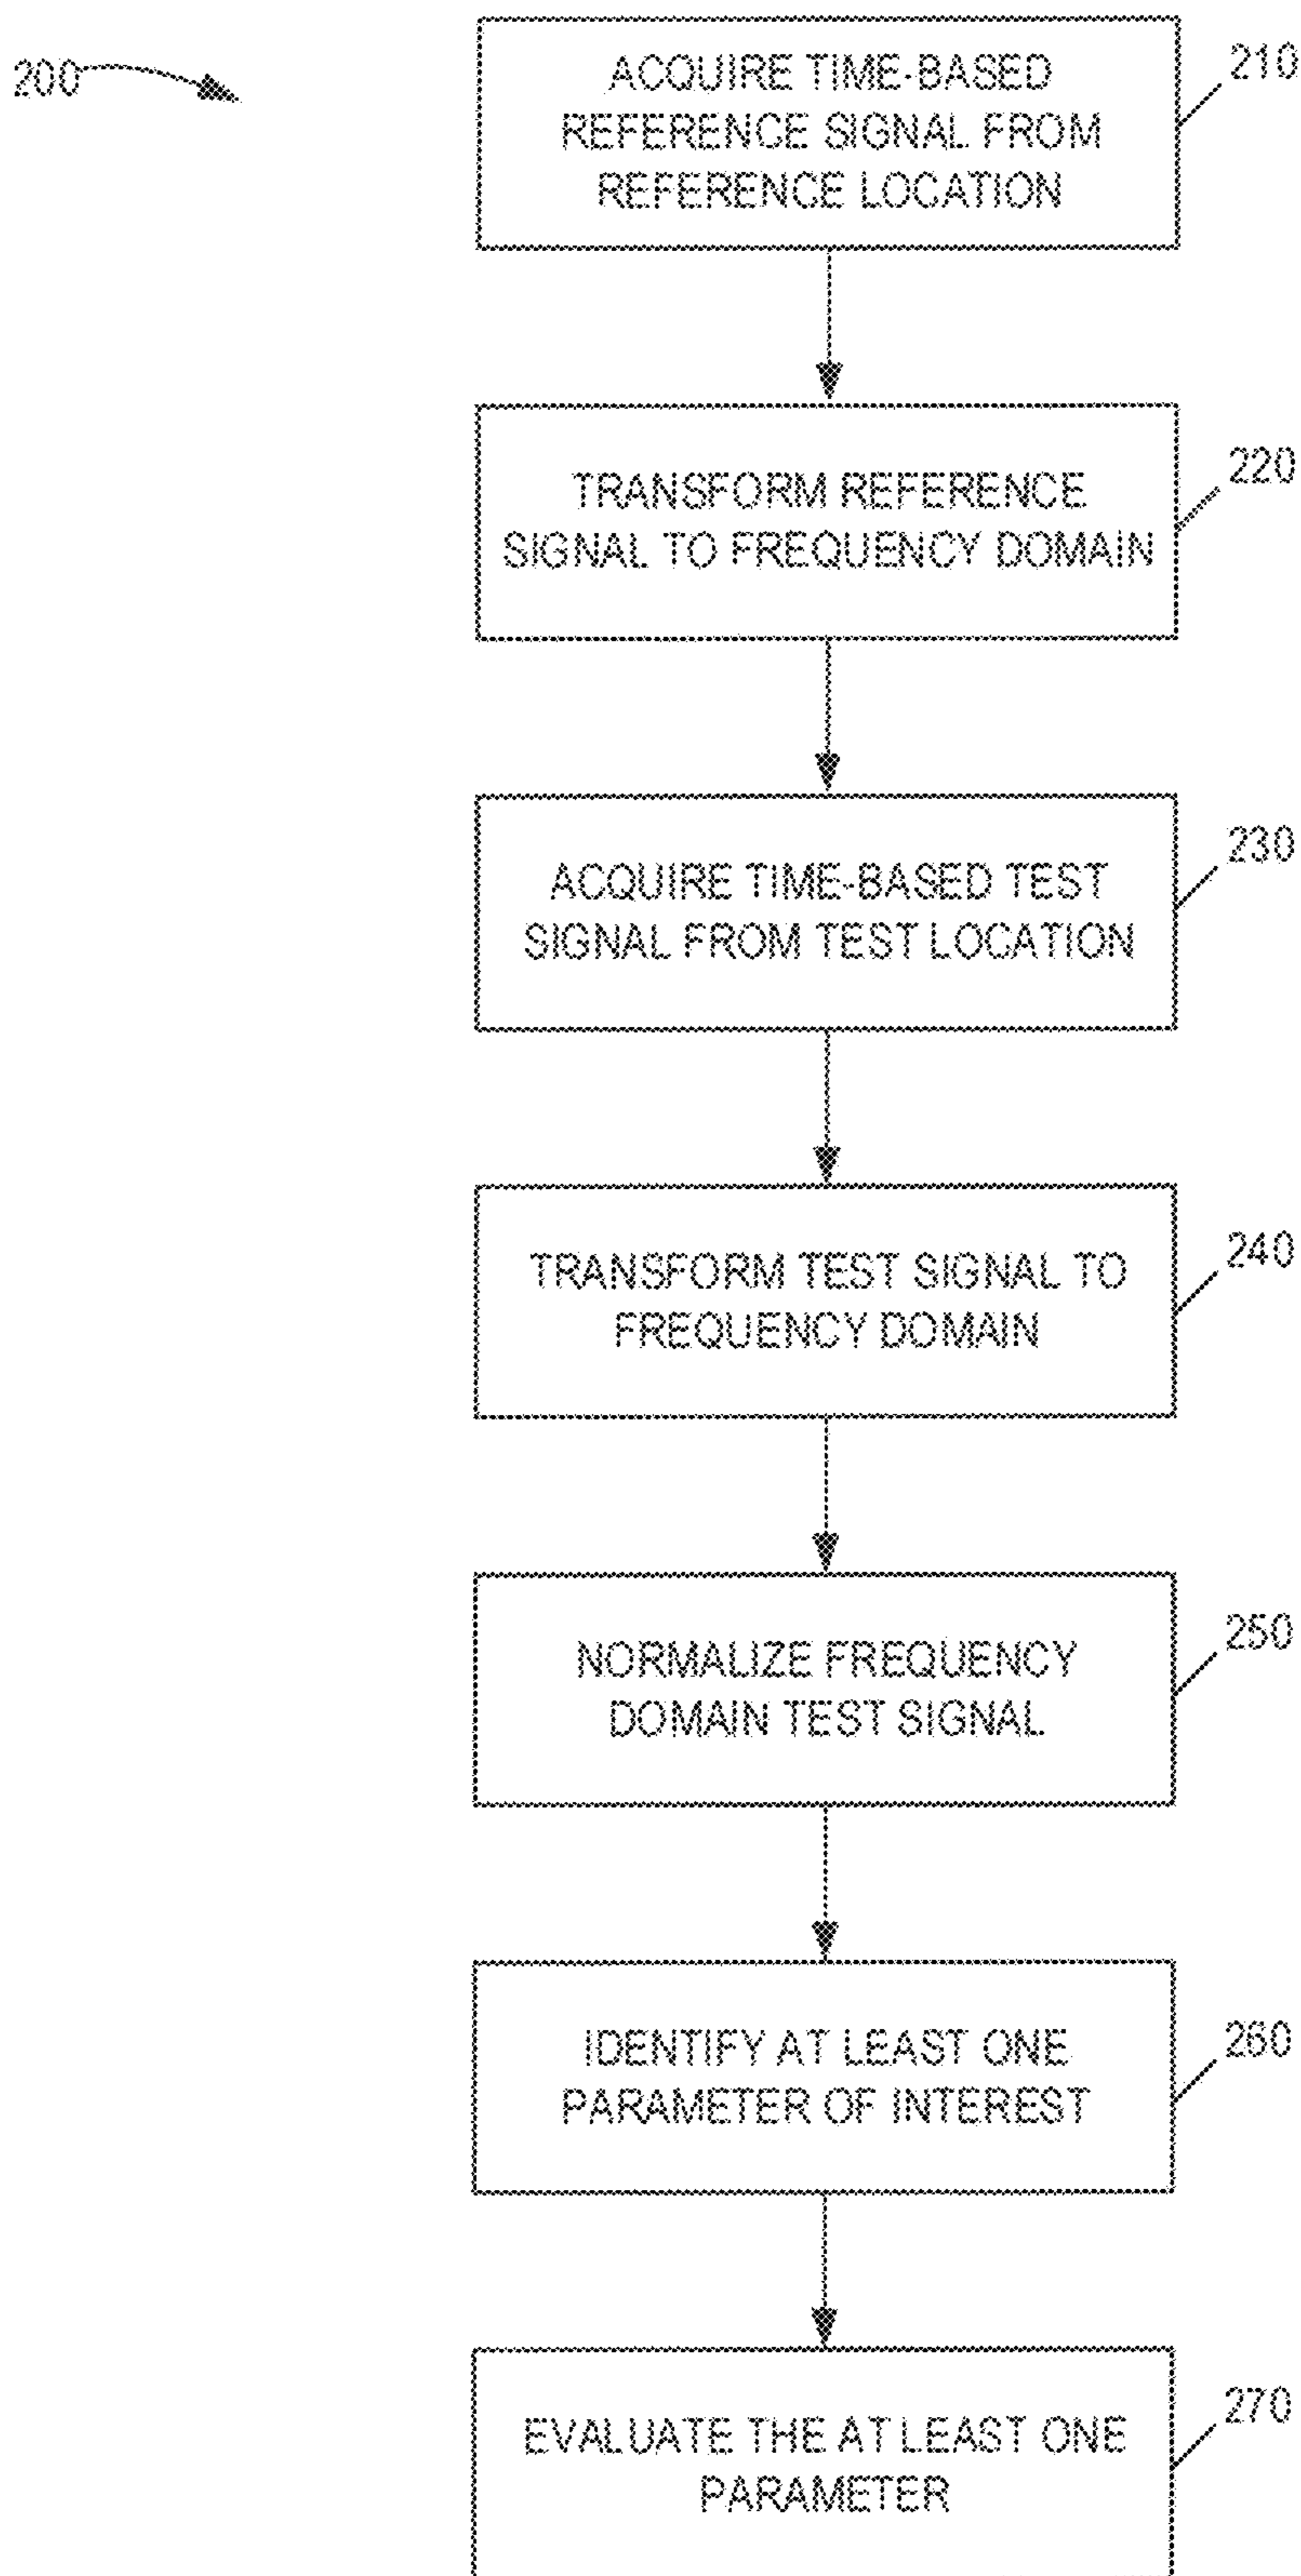 200
ACQUIRE TIME-BASED
REFERENCE SIGNAL FROM
REFERENCE LOCATION
210
TRANSFORM REFERENCE
SIGNAL TO FREQUENCY DOMAIN
220
ACQUIRE TIME-BASED TEST
SIGNAL FROM TEST LOCATION
230
TRANSFORM TEST SIGNAL TO
FREQUENCY DOMAIN
240
NORMALIZE FREQUENCY
DOMAIN TEST SIGNAL
250
IDENTIFY AT LEAST ONE
PARAMETER OF INTEREST
260
EVALUATE THE AT LEAST ONE
PARAMETER
270